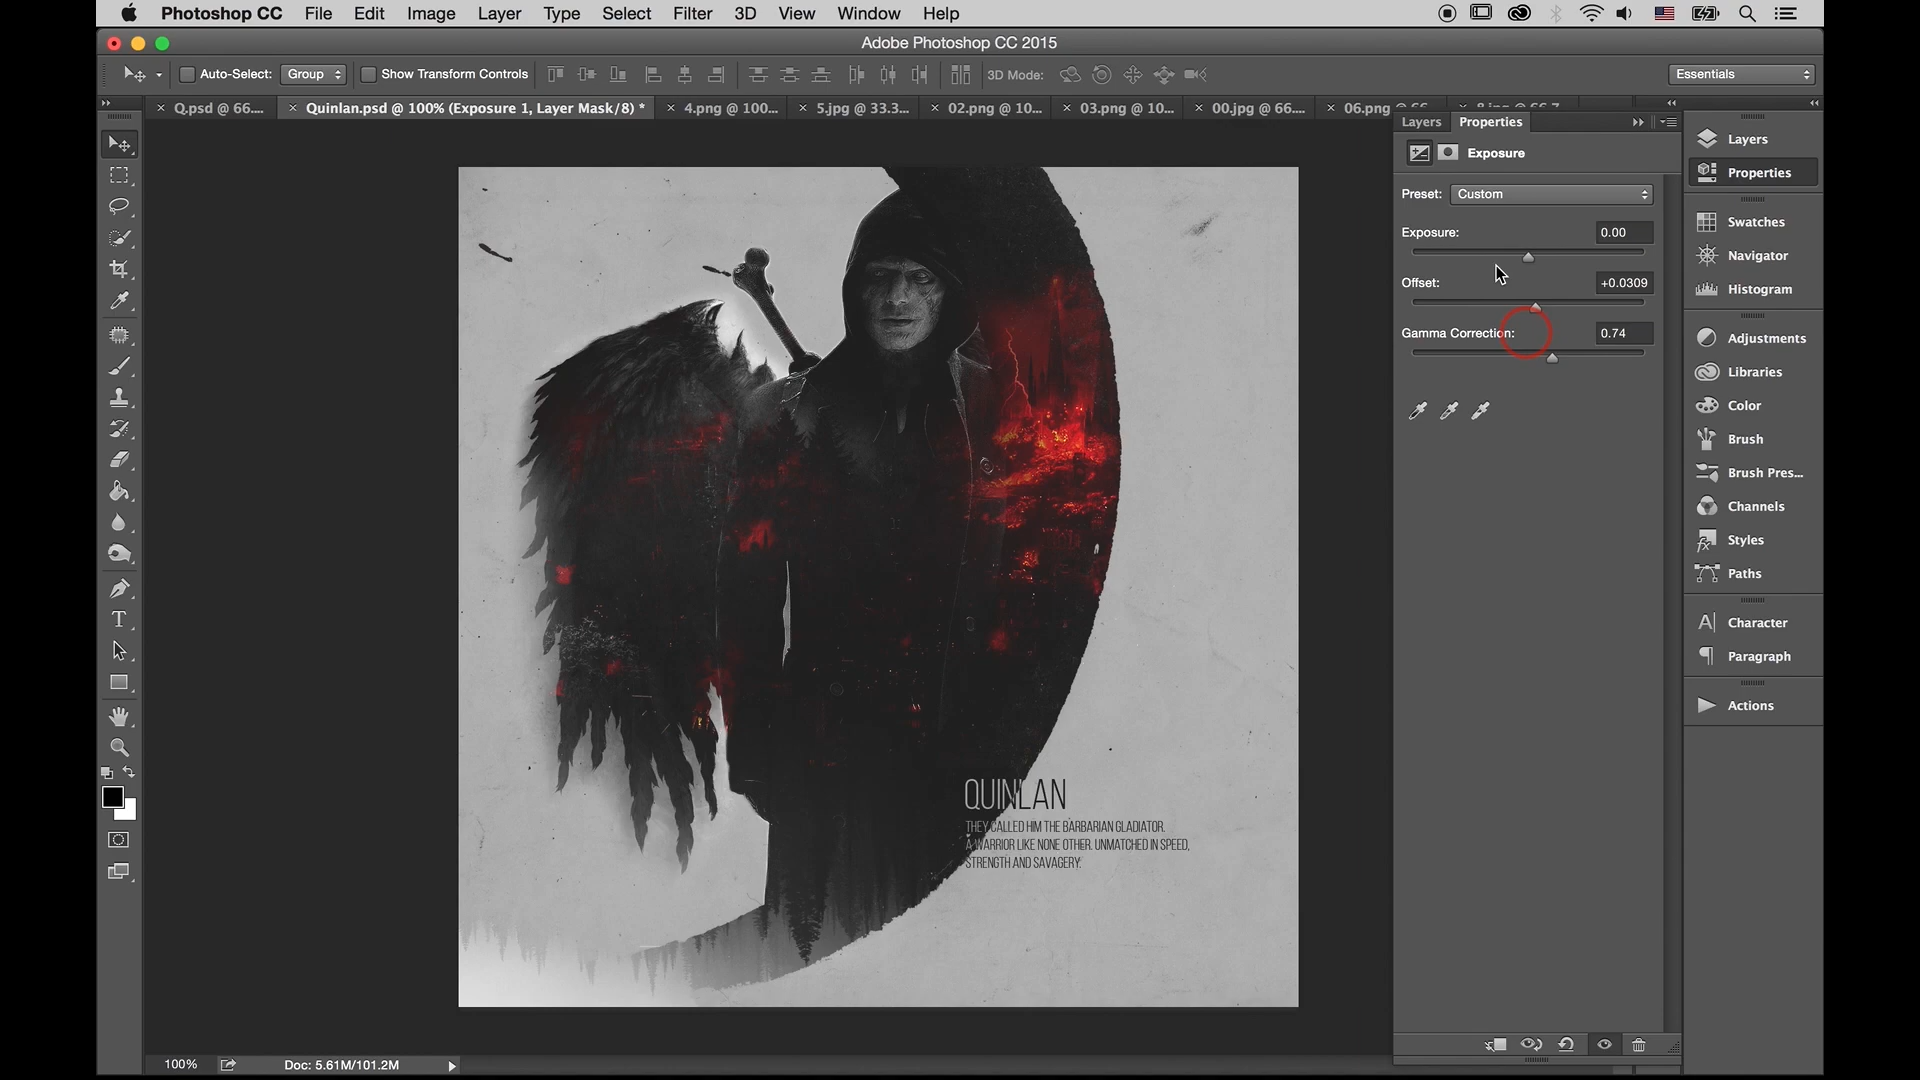 Photoshop CC File Edit Image Layer Type Select Filter 3D View Window Help
Adobe Photoshop CC 2015
Auto-Select: Group Show Transform Controls 3D Mode: Essentials
Q.psd @ 66.... Quinlan.psd @ 100% (Exposure 1, Layer Mask/8) * 4.png @ 100... 5.jpg @ 33.3... 02.png @ 10... 03.png @ 10... 00.jpg @ 66.... 06.png
Layers Properties
Exposure
Preset: Custom
Exposure: 0.00
Offset: +0.0309
Gamma Correction: 0.74
Layers
Properties
Swatches
Navigator
Histogram
Adjustments
Libraries
Color
Brush
Brush Pres...
Channels
Styles
Paths
Character
Paragraph
Actions
QUINLAN
THEY CALLED HIM THE BARBARIAN GLADIATOR.
A WARRIOR LIKE NONE OTHER. UNMATCHED IN SPEED,
STRENGTH AND SAVAGERY.
100% Doc: 5.61M/101.2M